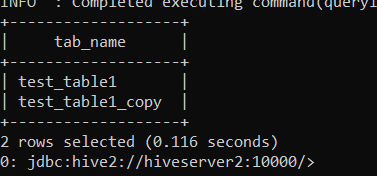 INFO  : Completed executing command(queryI
+-------------------+
|     tab_name      |
+-------------------+
| test_table1       |
| test_table1_copy  |
+-------------------+
2 rows selected (0.116 seconds)
0: jdbc:hive2://hiveserver2:10000/>